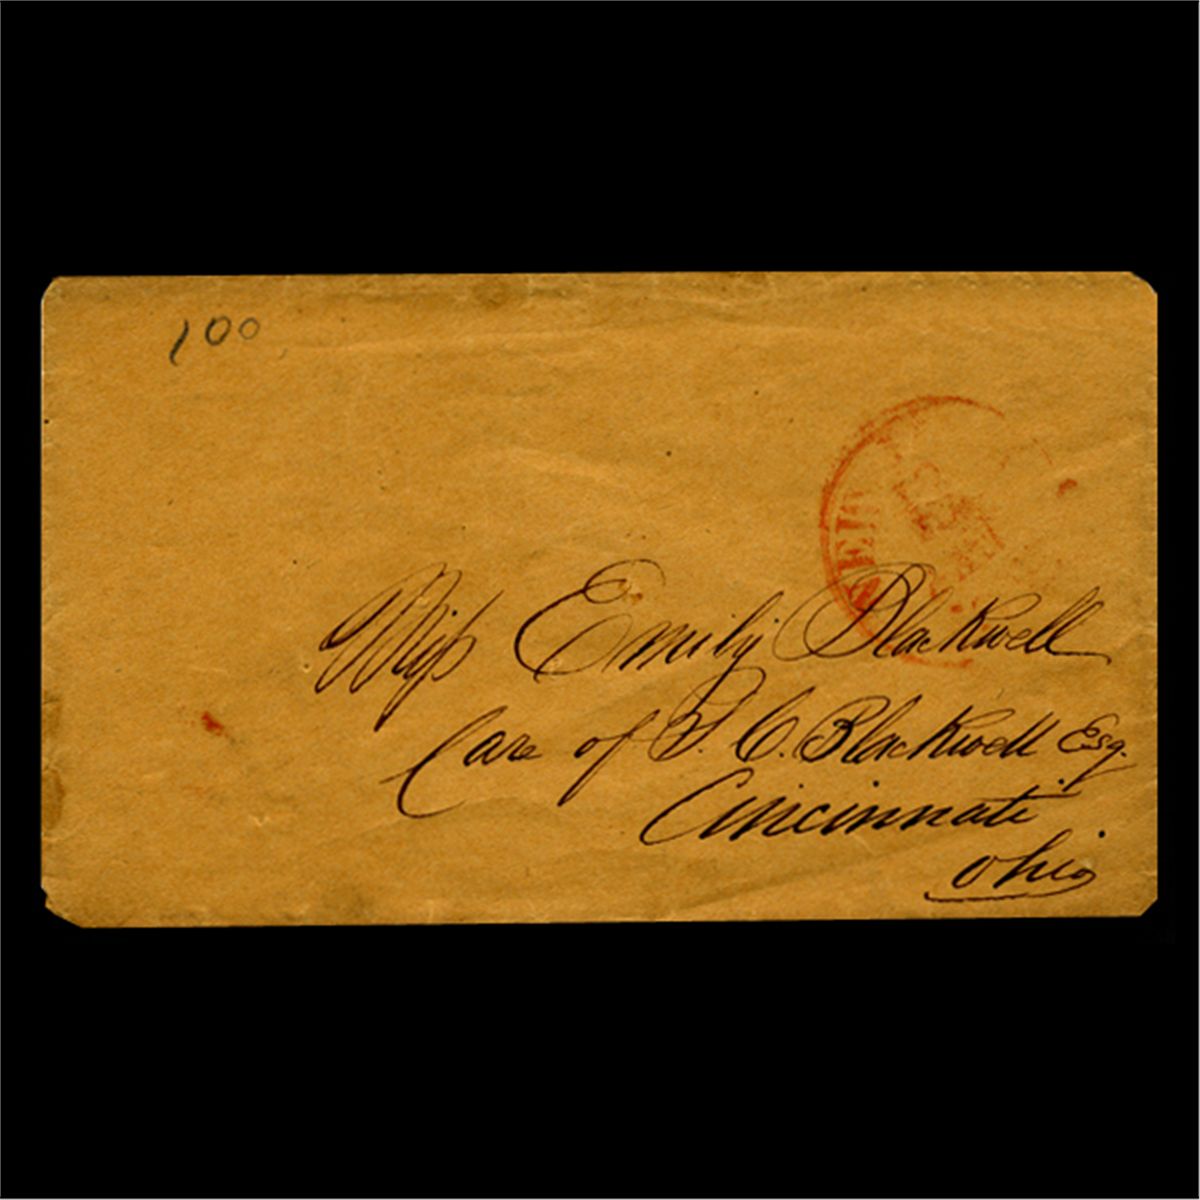 100
Miss Emily Blackwell
Care of S. C. Blackwell Esq.
Cincinnati
Ohio